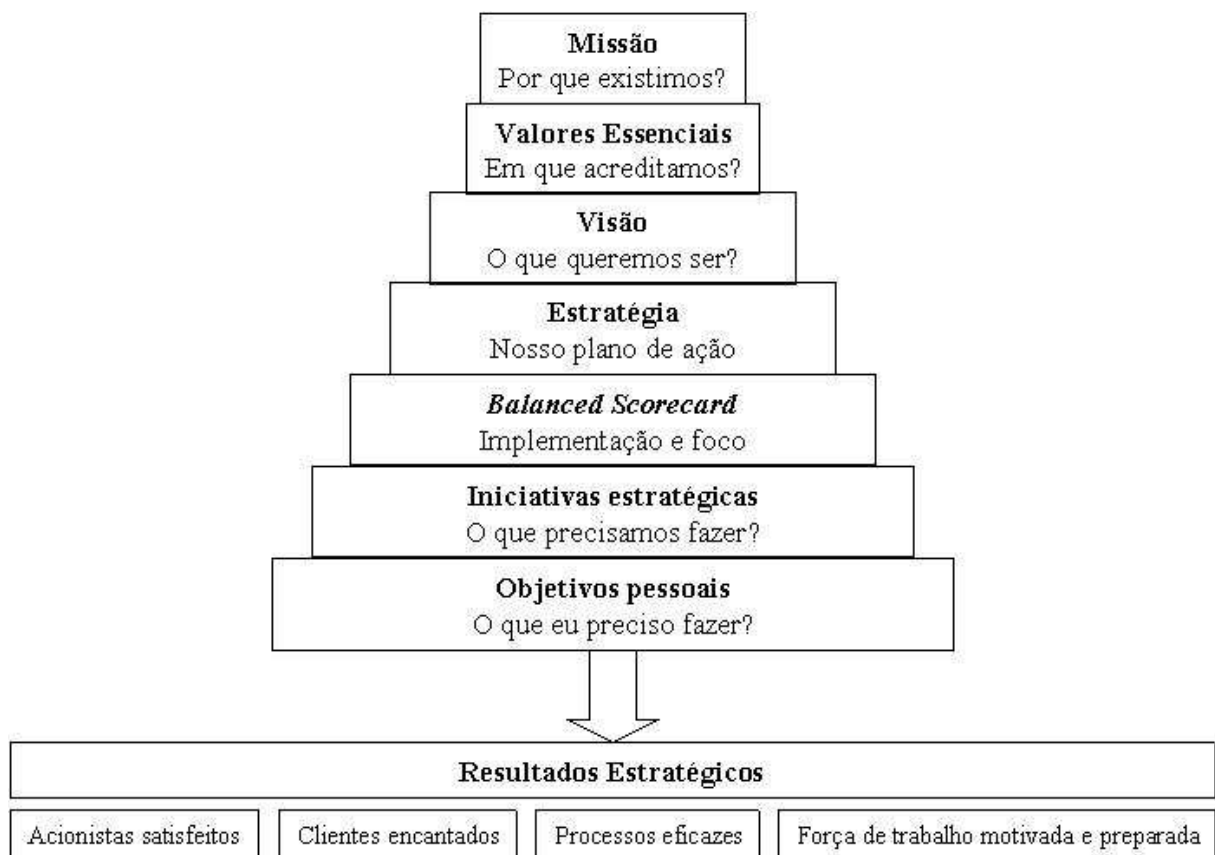 Missão
Por que existimos?
Valores Essenciais
Em que acreditamos?
Visão
O que queremos ser?
Estratégia
Nosso plano de ação
Balanced Scorecard
Implementação e foco
Iniciativas estratégicas
O que precisamos fazer?
Objetivos pessoais
O que eu preciso fazer?
Resultados Estratégicos
Acionistas satisfeitos
Clientes encantados
Processos eficazes
Força de trabalho motivada e preparada